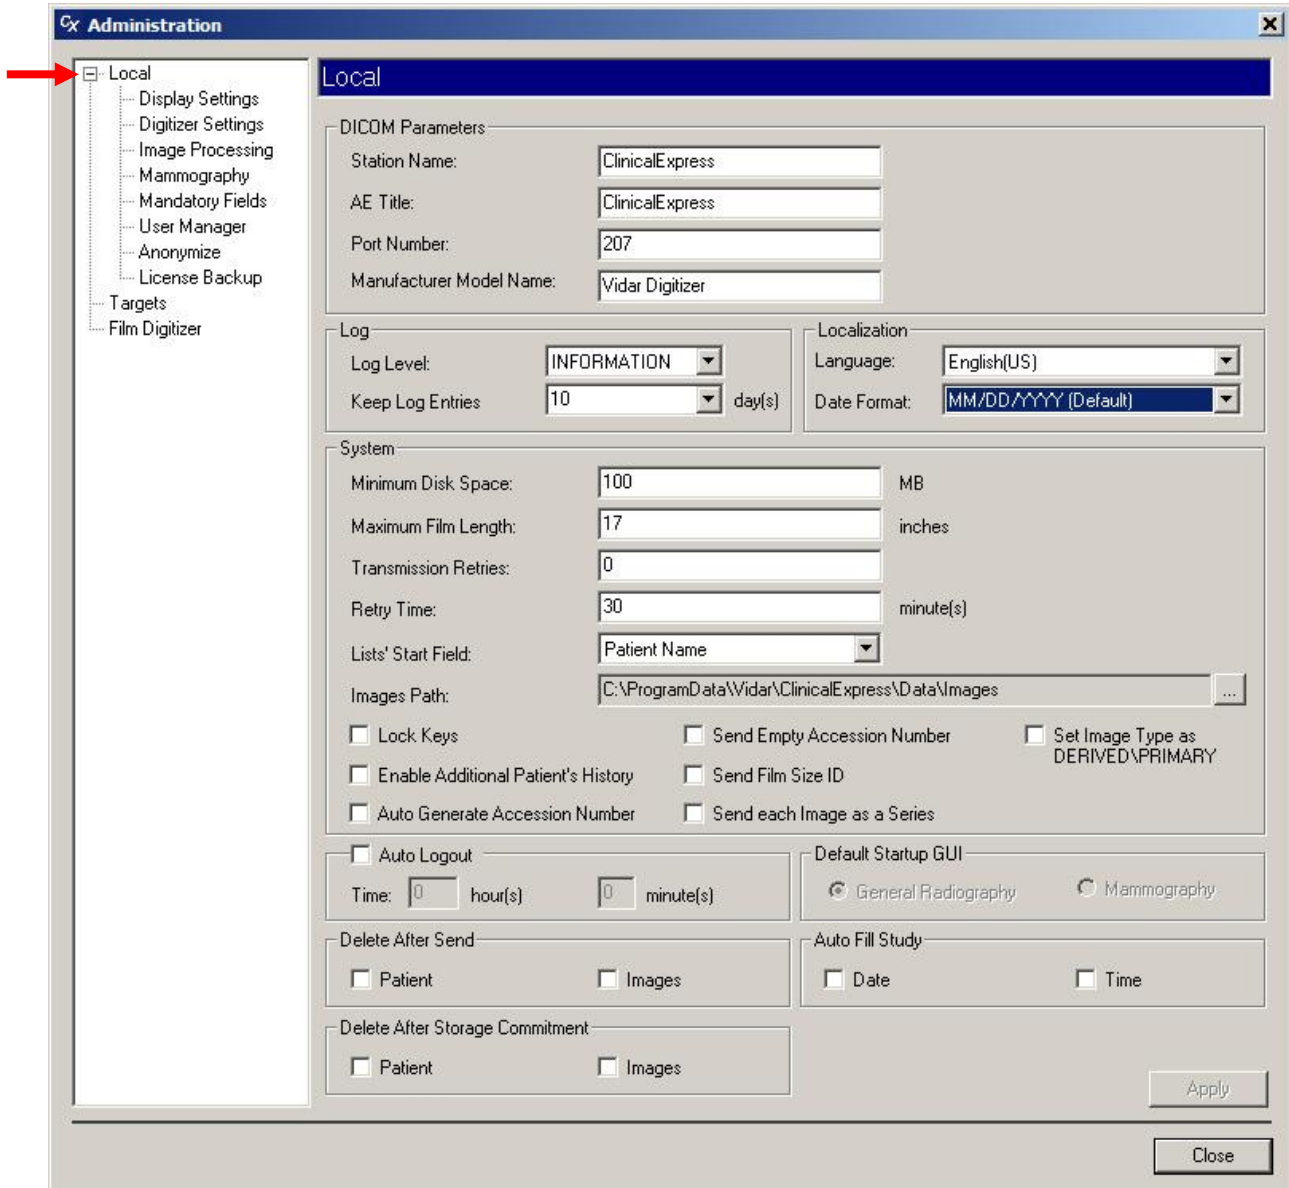 Cx Administration
Local
Display Settings
Digitizer Settings
Image Processing
Mammography
Mandatory Fields
User Manager
Anonymize
License Backup
Targets
Film Digitizer
Local
DICOM Parameters
Station Name: ClinicalExpress
AE Title: ClinicalExpress
Port Number: 207
Manufacturer Model Name: Vidar Digitizer
Log
Log Level: INFORMATION
Keep Log Entries 10 day(s)
Localization
Language: English(US)
Date Format: MM/DD/YYYY (Default)
System
Minimum Disk Space: 100 MB
Maximum Film Length: 17 inches
Transmission Retries: 0
Retry Time: 30 minute(s)
Lists' Start Field: Patient Name
Images Path: C:\ProgramData\Vidar\ClinicalExpress\Data\Images ...
Lock Keys Send Empty Accession Number Set Image Type as
DERIVED\PRIMARY
Enable Additional Patient's History Send Film Size ID
Auto Generate Accession Number Send each Image as a Series
Auto Logout
Time: 0 hour(s) 0 minute(s)
Default Startup GUI
General Radiography Mammography
Delete After Send
Patient Images
Auto Fill Study
Date Time
Delete After Storage Commitment
Patient Images
Apply
Close